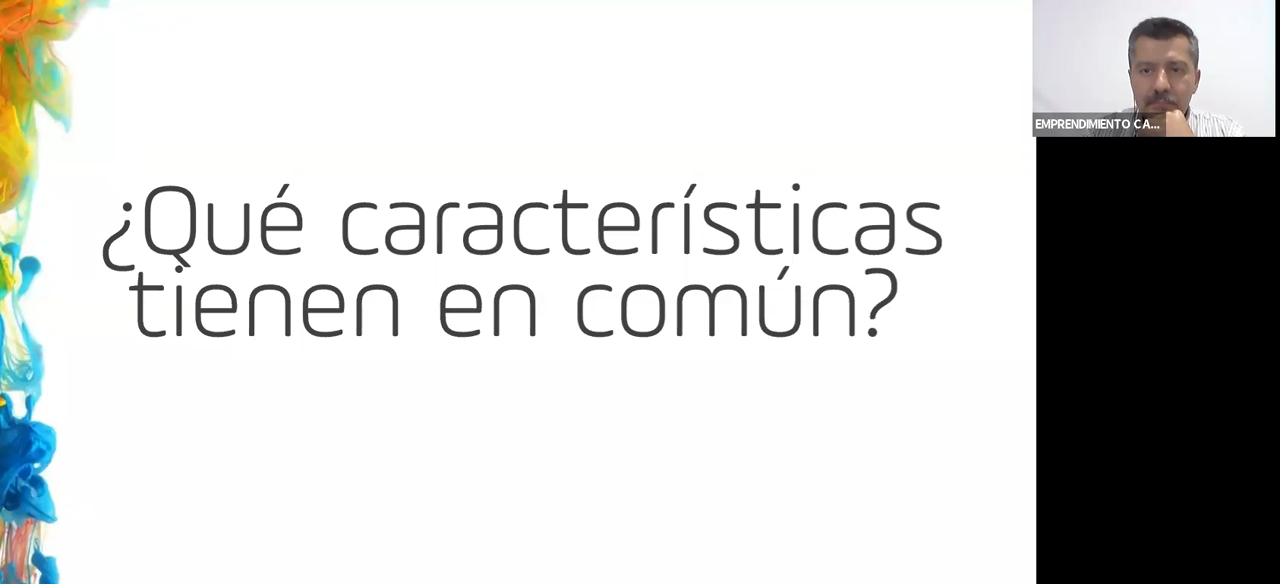 ¿Qué características
tienen en común?
EMPRENDIMIENTO CA...